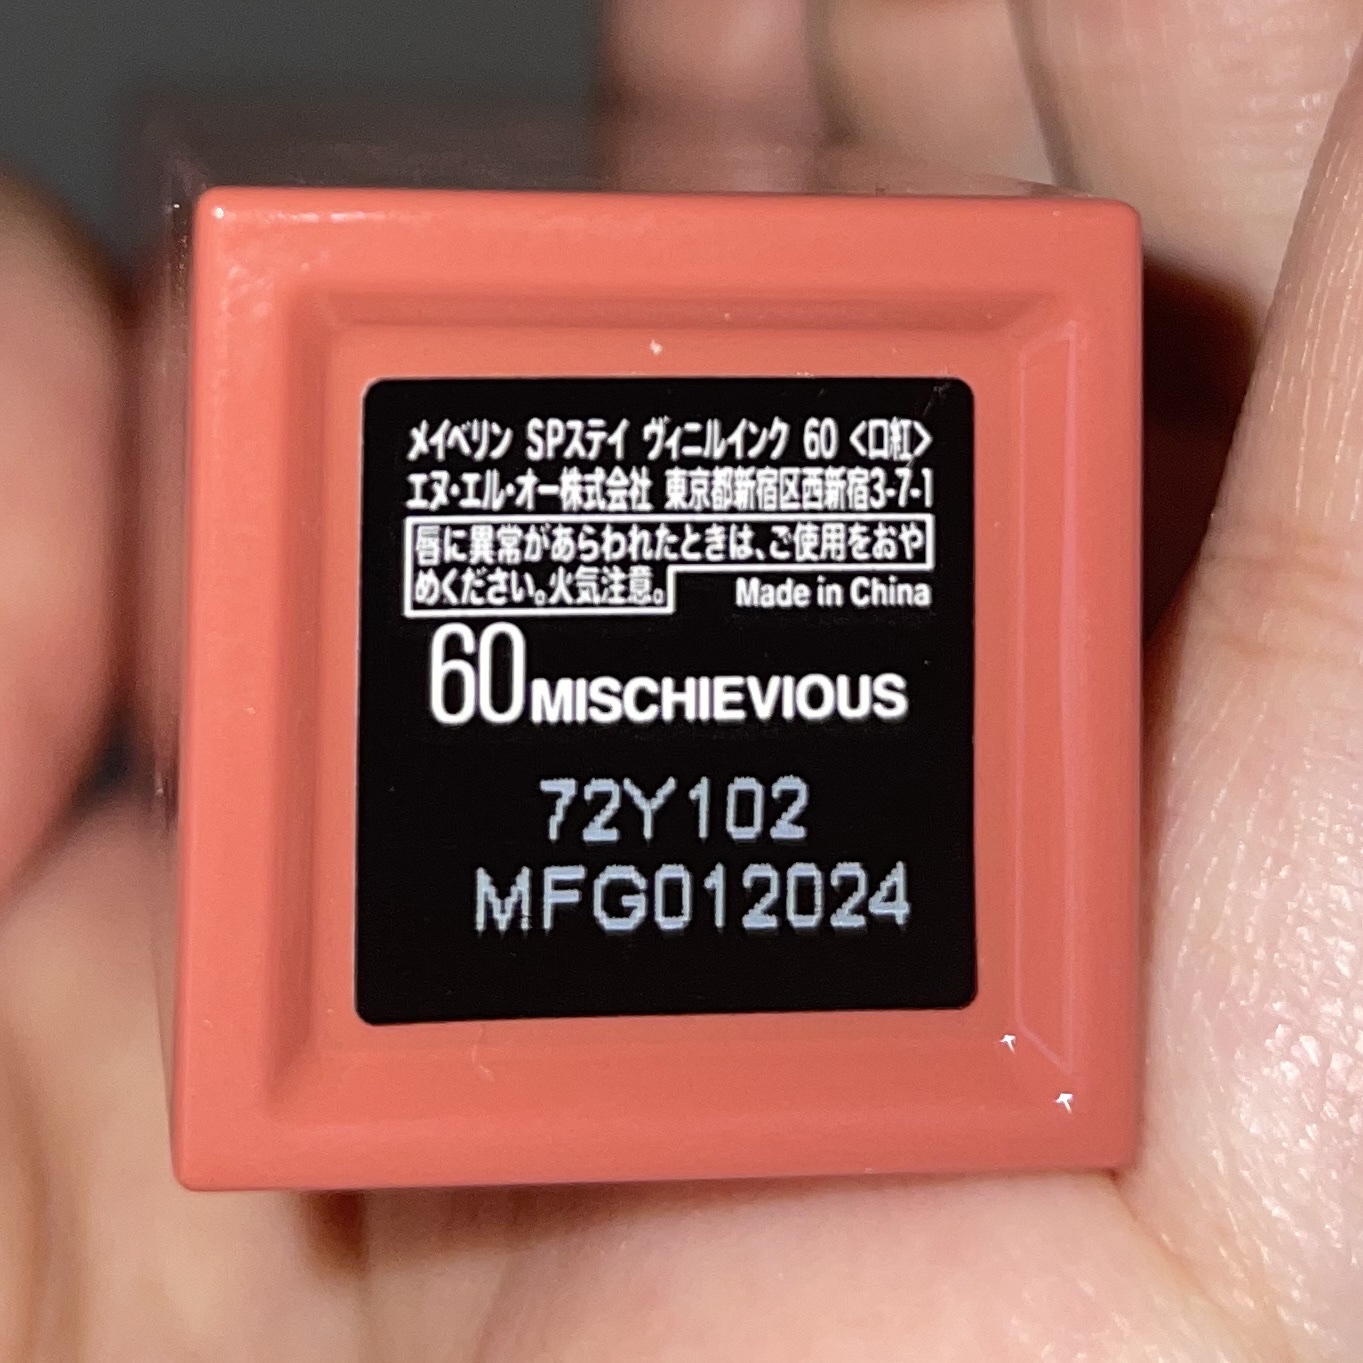 メイベリン SPステイ ヴィニルインク 60 <口紅>
エヌ・エル・オー株式会社 東京都新宿区西新宿3-7-1
唇に異常があらわれたときは、ご使用をおや
めください。火気注意。 Made in China
60 MISCHIEVIOUS
72Y102
MFG012024